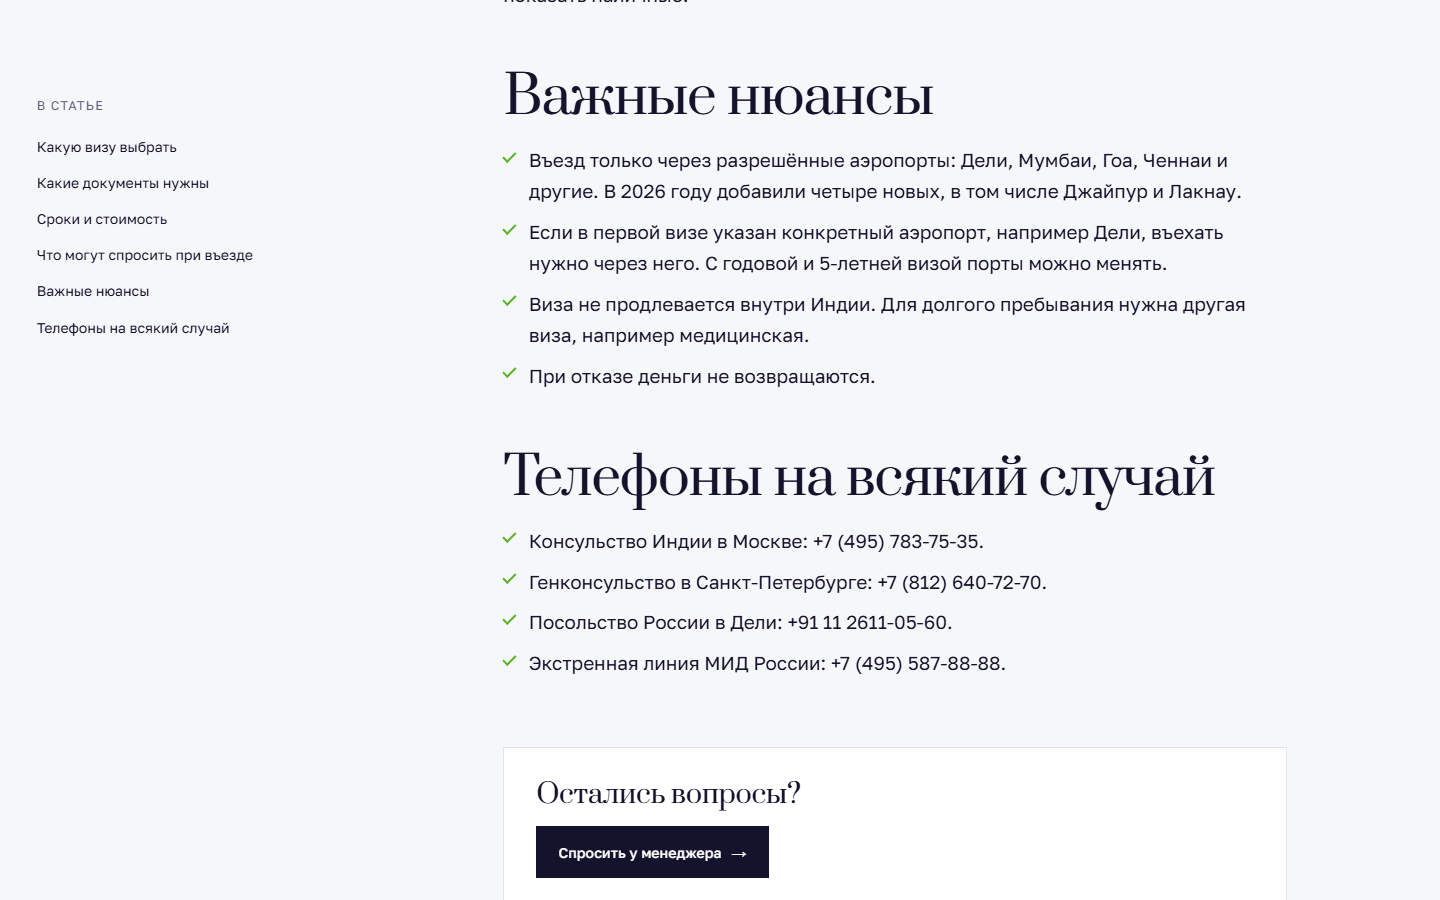 показать наличные.
В СТАТЬЕ
Какую визу выбрать
Какие документы нужны
Сроки и стоимость
Что могут спросить при въезде
Важные нюансы
Телефоны на всякий случай
Важные нюансы
Въезд только через разрешённые аэропорты: Дели, Мумбаи, Гоа, Ченнаи и
другие. В 2026 году добавили четыре новых, в том числе Джайпур и Лакнау.
Если в первой визе указан конкретный аэропорт, например Дели, въехать
нужно через него. С годовой и 5-летней визой порты можно менять.
Виза не продлевается внутри Индии. Для долгого пребывания нужна другая
виза, например медицинская.
При отказе деньги не возвращаются.
Телефоны на всякий случай
Консульство Индии в Москве: +7 (495) 783-75-35.
Генконсульство в Санкт-Петербурге: +7 (812) 640-72-70.
Посольство России в Дели: +91 11 2611-05-60.
Экстренная линия МИД России: +7 (495) 587-88-88.
Остались вопросы?
Спросить у менеджера →